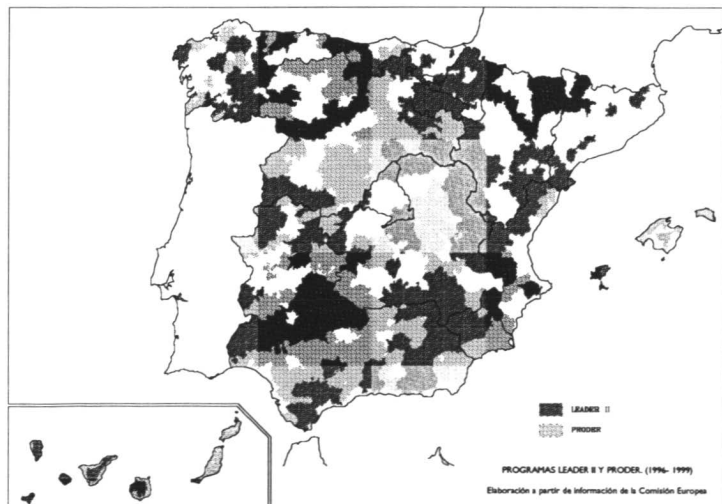 LEADER II
PRODER
PROGRAMAS LEADER II Y PRODER. (1996- 1999)
Elaboración a partir de información de la Comisión Europea